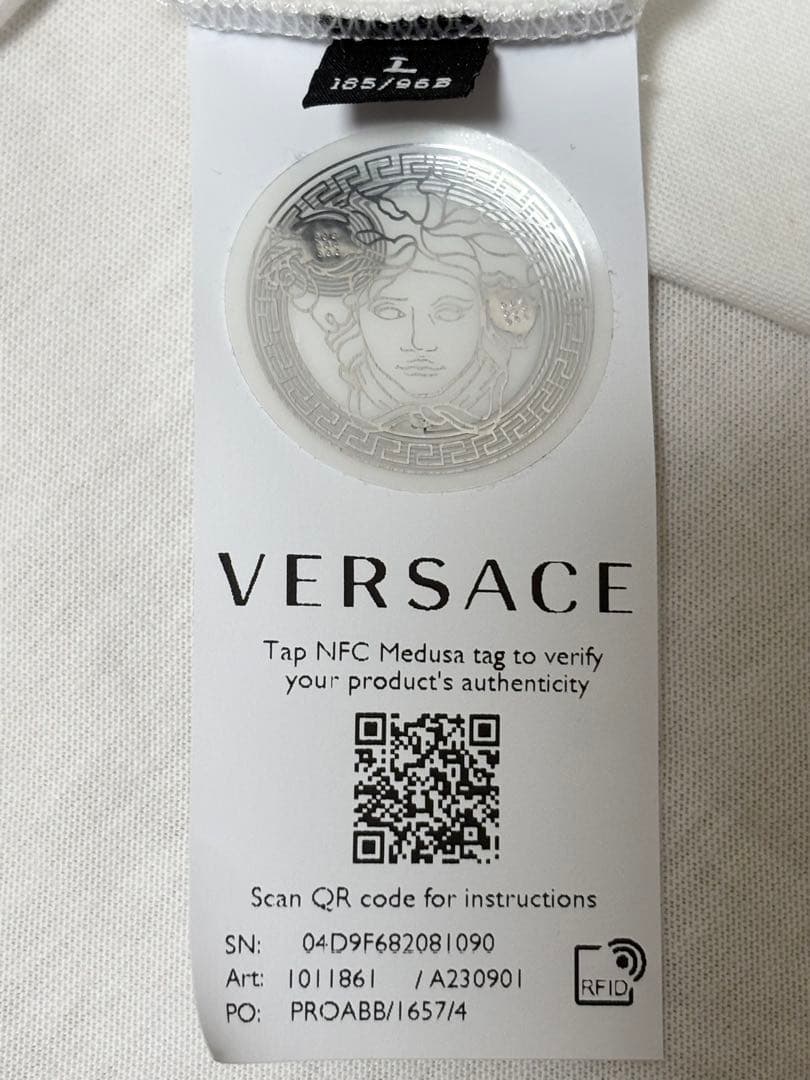 L
185/96B
VERSACE
Tap NFC Medusa tag to verify
your product's authenticity
Scan QR code for instructions
SN: 04D9F682081090
Art: 1011861 / A230901
PO: PROABB/1657/4
RFID